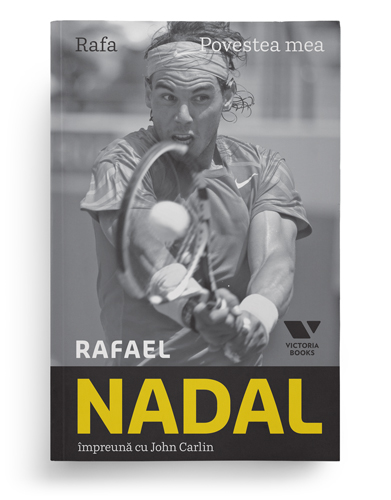 Rafa
Povestea mea
RAFAEL
VICTORIA
BOOKS
NADAL
împreună cu John Carlin